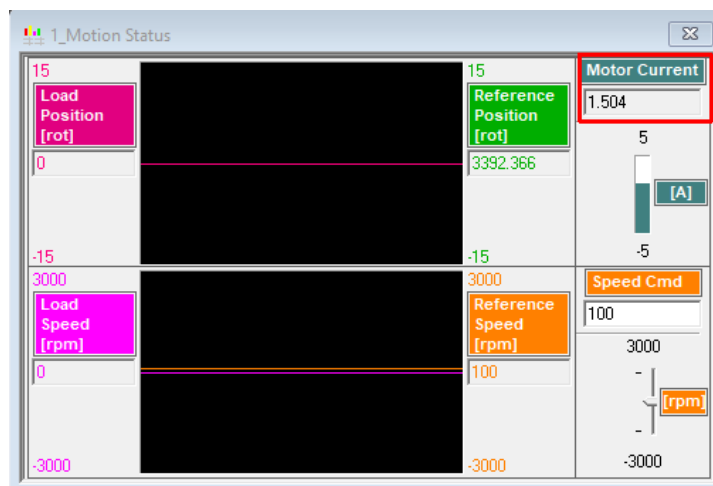 1_Motion Status
15
Load
Position
[rot]
0
-15
15
Reference
Position
[rot]
3392.366
-15
Motor Current
1.504
5
[A]
-5
3000
Load
Speed
[rpm]
0
-3000
3000
Reference
Speed
[rpm]
100
-3000
Speed Cmd
100
3000
[rpm]
-3000